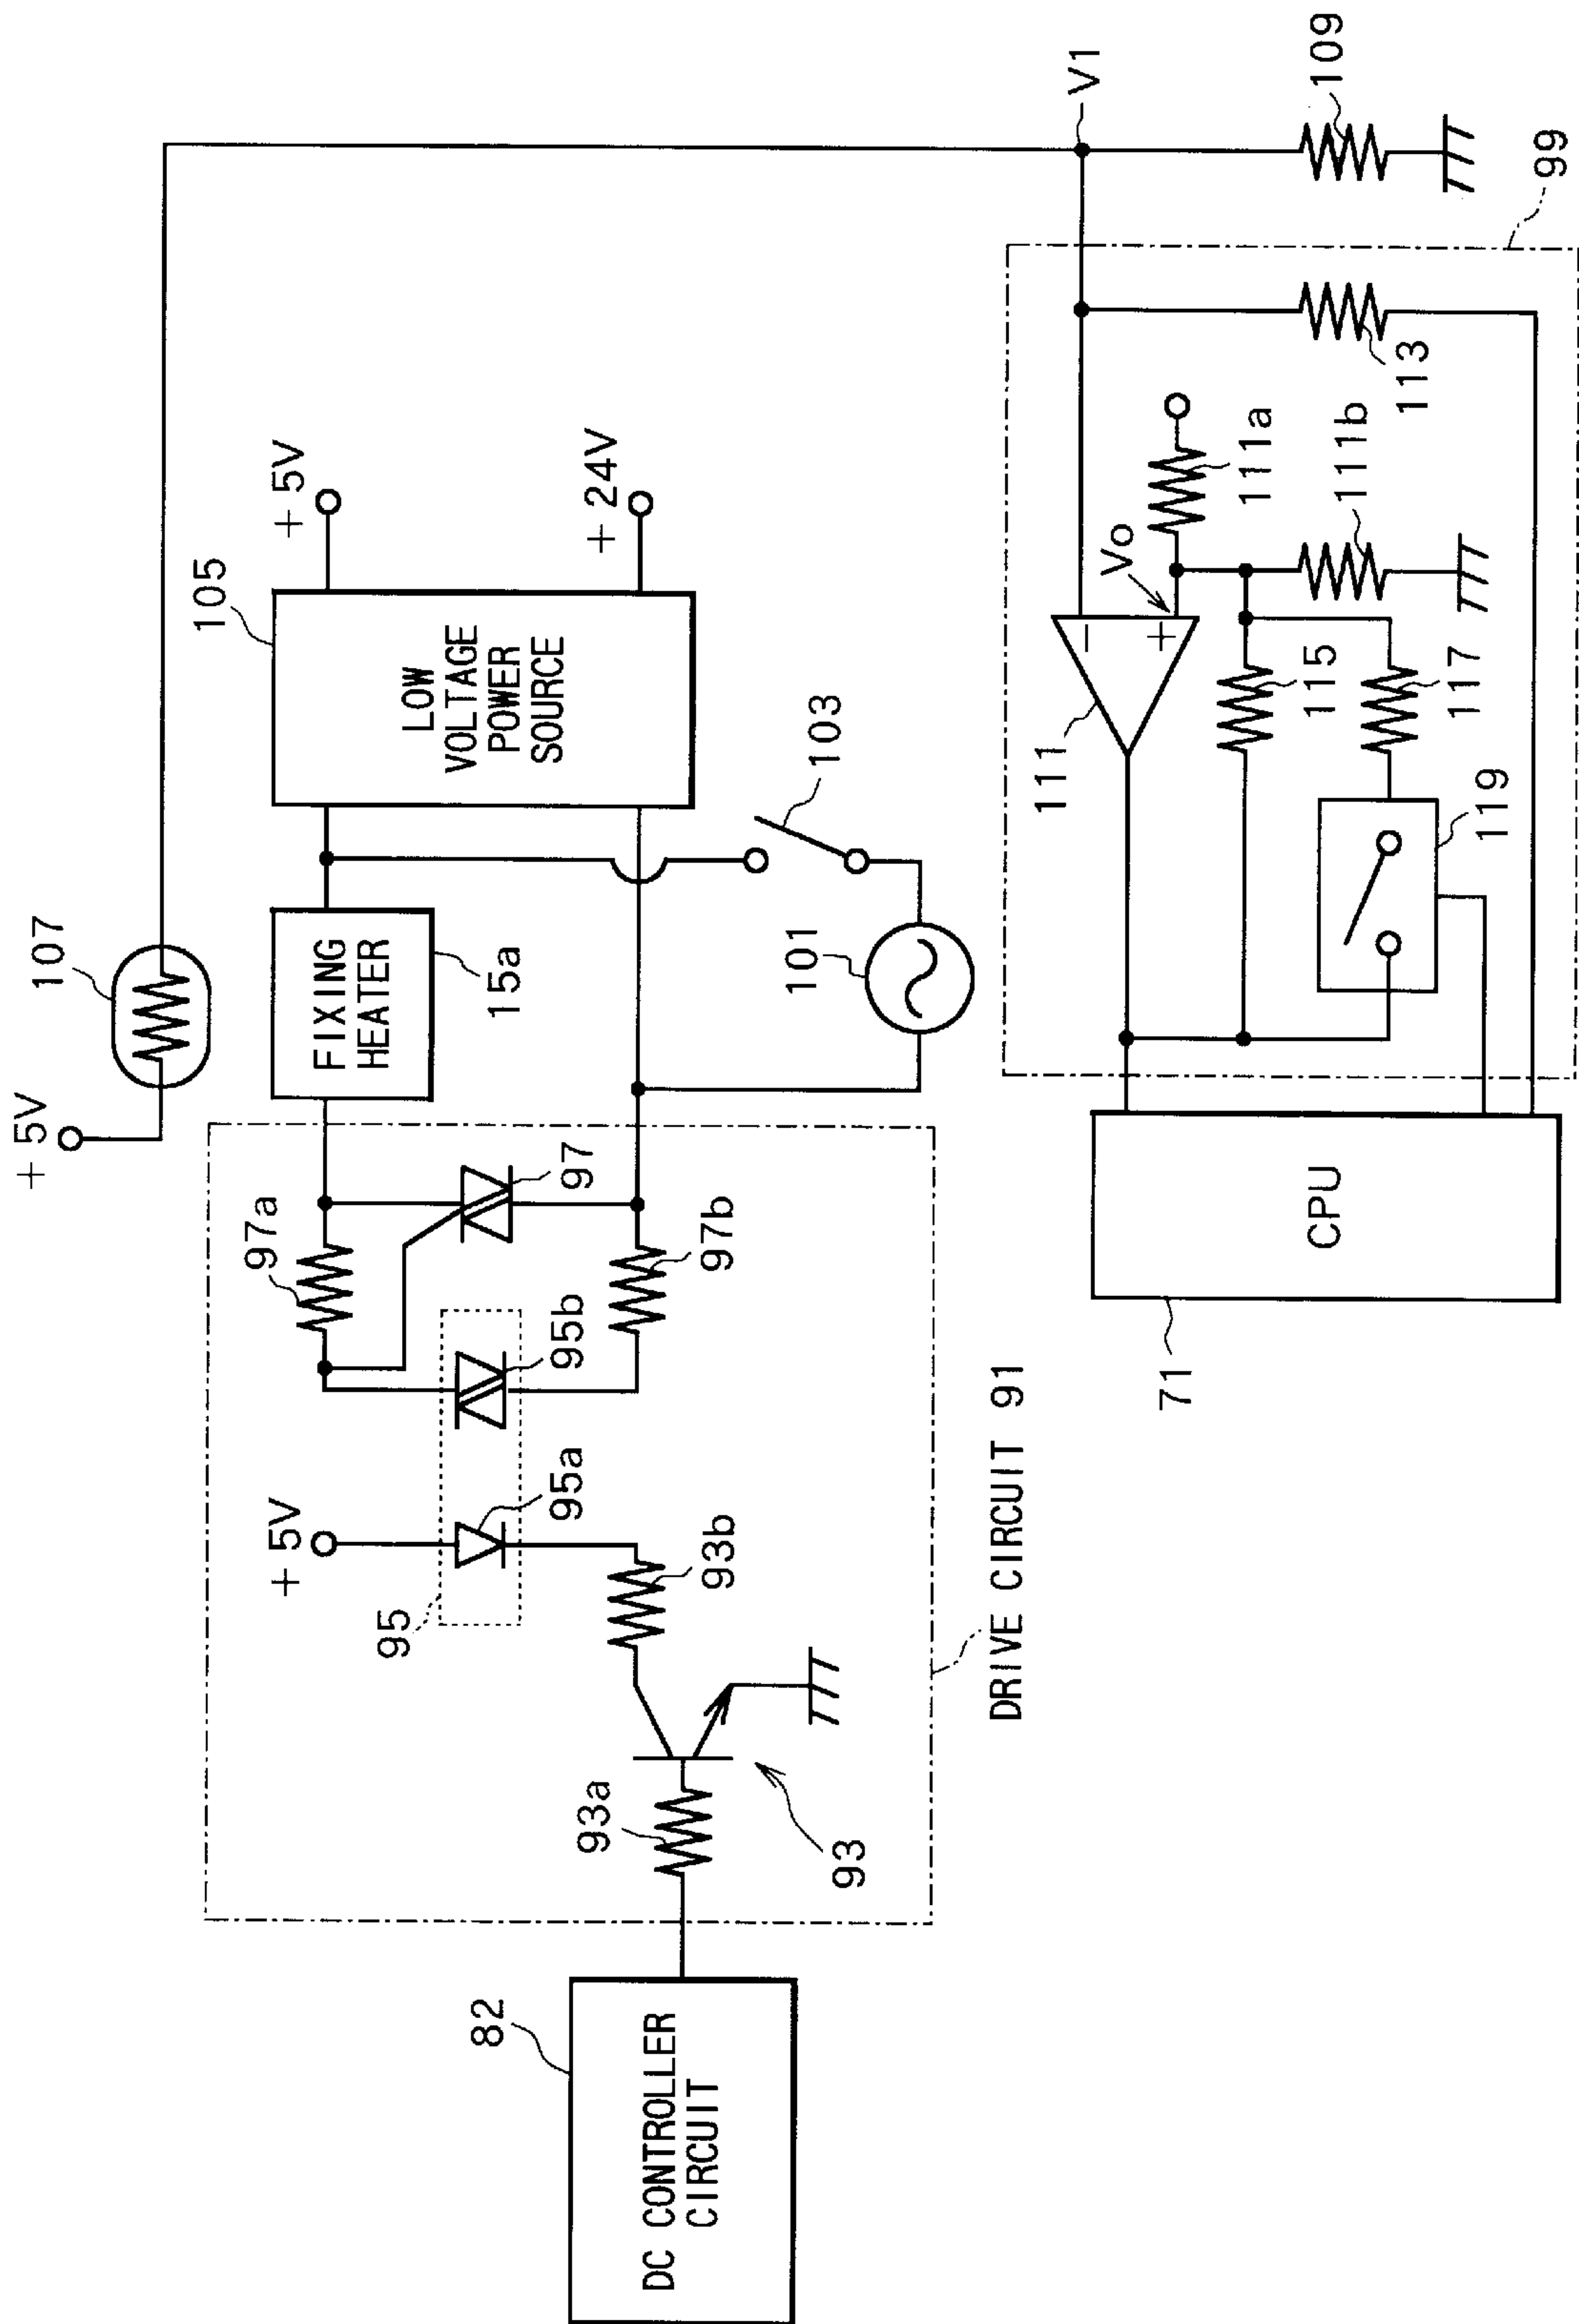 +5V
107
105
LOW
VOLTAGE
POWER
SOURCE
+5V
+24V
FIXING
HEATER
15a
103
101
V1
109
97a
97
97b
95b
+5V
95a
95
93b
93a
93
82
DC CONTROLLER
CIRCUIT
DRIVE CIRCUIT 91
99
111
Vo
−
+
111a
111b
113
115
117
119
CPU
71